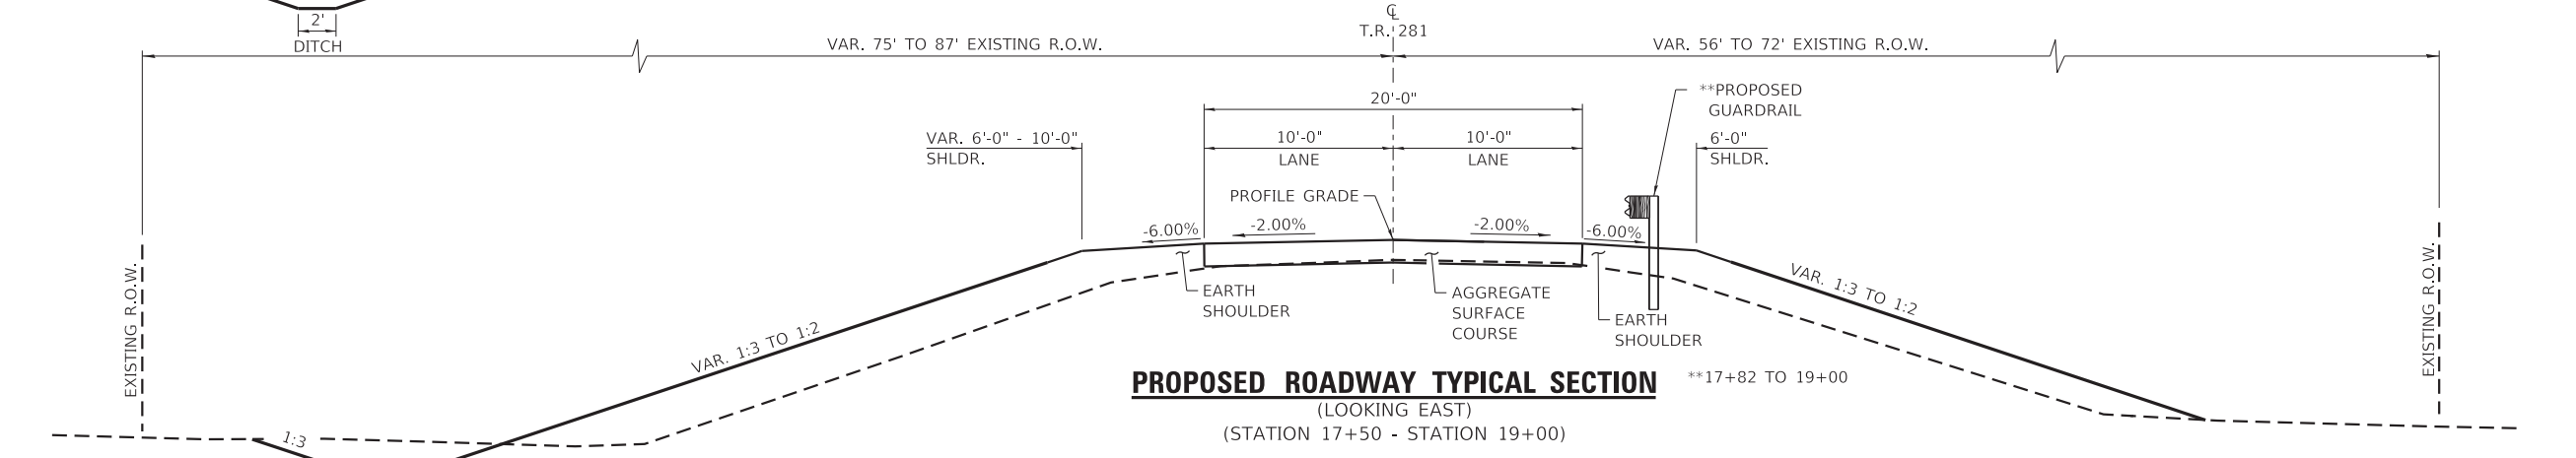 2'
DITCH
℄
T.R. 281
VAR. 75' TO 87' EXISTING R.O.W.
VAR. 56' TO 72' EXISTING R.O.W.
**PROPOSED
GUARDRAIL
20'-0"
VAR. 6'-0" - 10'-0"
SHLDR.
10'-0"
LANE
10'-0"
LANE
6'-0"
SHLDR.
PROFILE GRADE
-6.00%
-2.00%
-2.00%
-6.00%
EXISTING R.O.W.
EARTH
SHOULDER
AGGREGATE
SURFACE
COURSE
EARTH
SHOULDER
VAR. 1:3 TO 1:2
VAR. 1:3 TO 1:2
EXISTING R.O.W.
PROPOSED ROADWAY TYPICAL SECTION
**17+82 TO 19+00
(LOOKING EAST)
(STATION 17+50 - STATION 19+00)
1:3